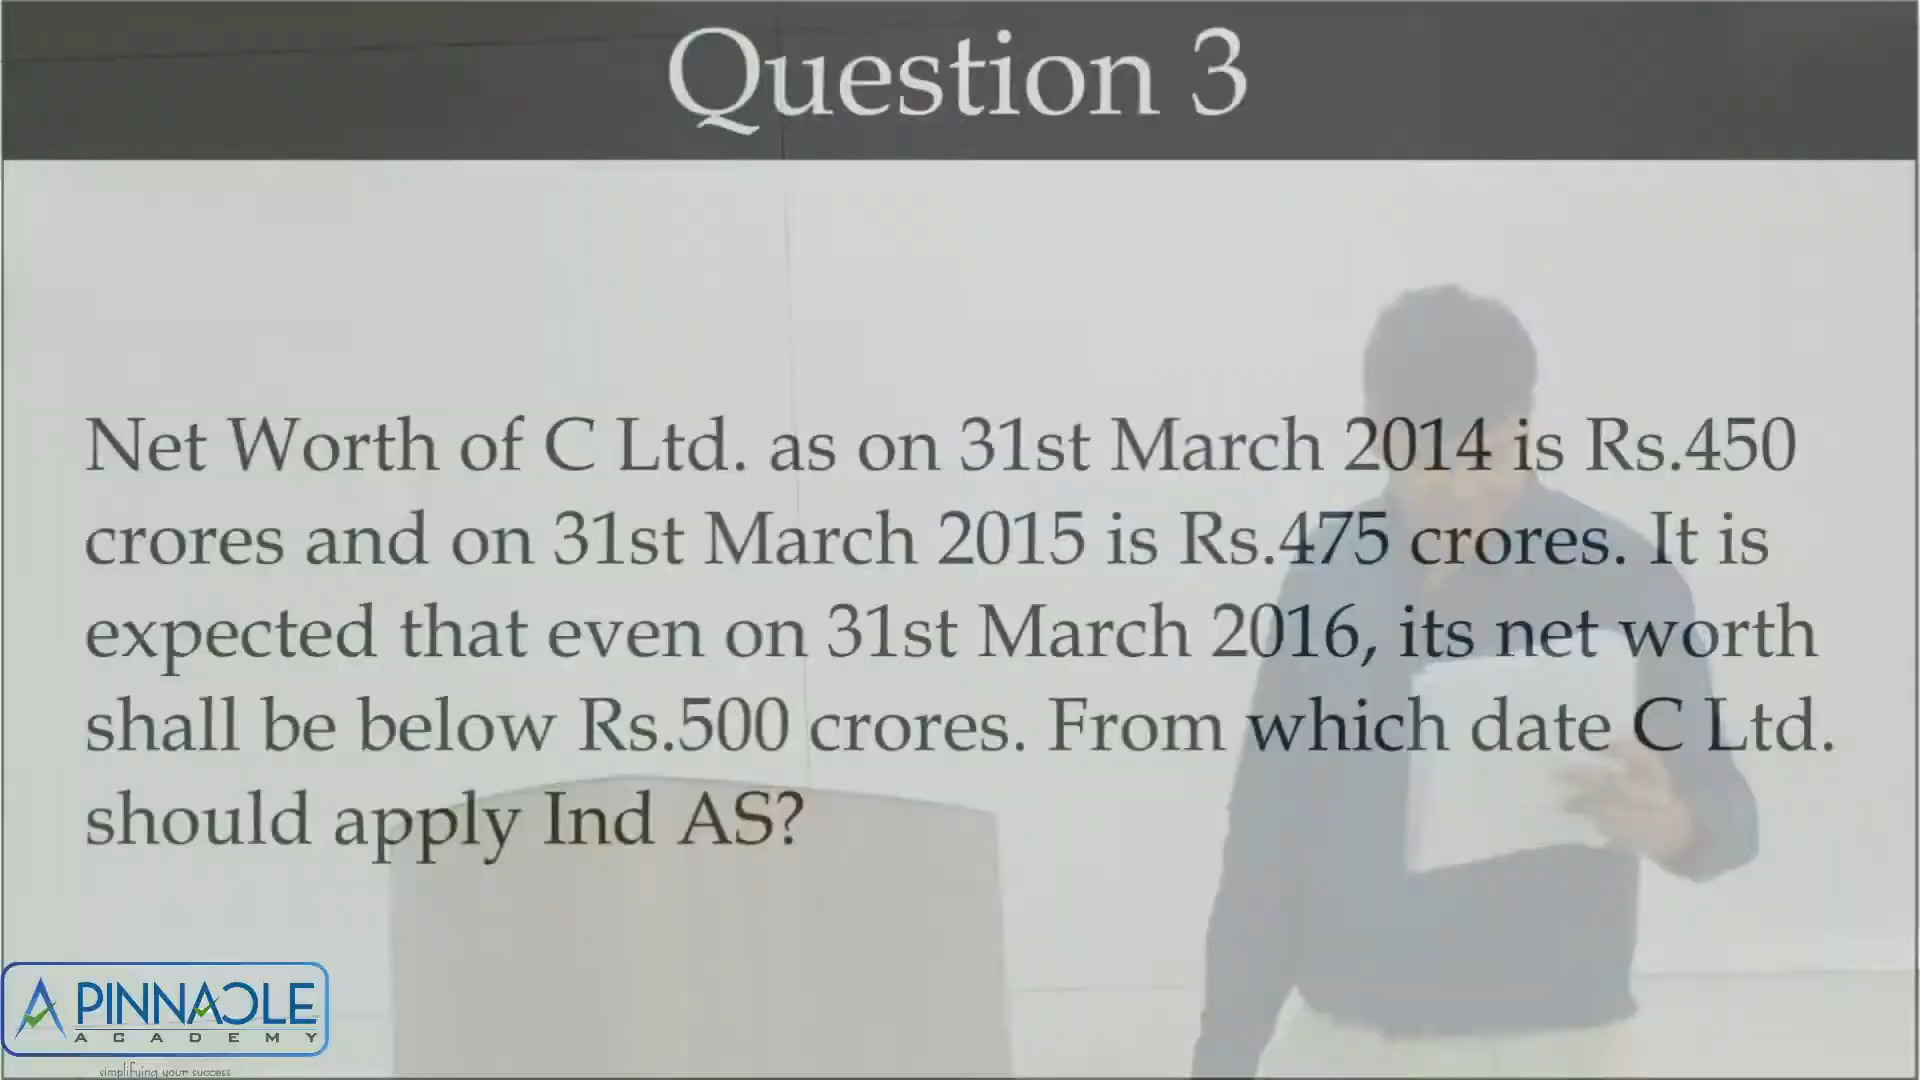 Question 3
Net Worth of C Ltd. as on 31st March 2014 is Rs.450
crores and on 31st March 2015 is Rs.475 crores. It is
expected that even on 31st March 2016, its net worth
shall be below Rs.500 crores. From which date C Ltd.
should apply Ind AS?
PINNACLE
ACADEMY
simplifying your success